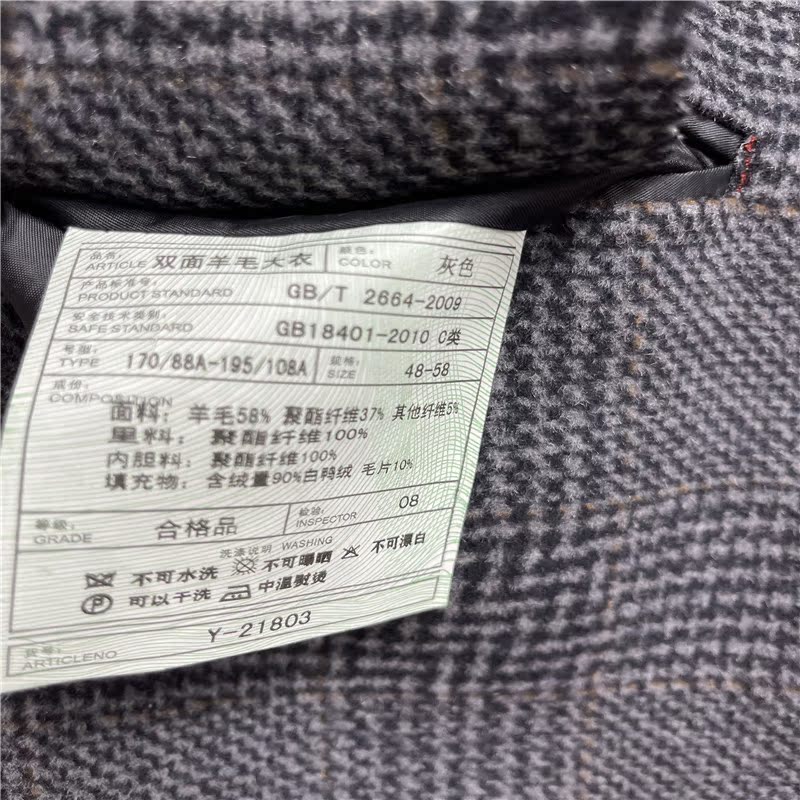 品名: ARTICLE 双面羊毛大衣 颜色: COLOR 灰色
产品标准号: PRODUCT STANDARD GB/T 2664-2009
安全技术类别: SAFE STANDARD GB18401-2010 C类
号型: TYPE 170/88A-195/108A 规格: SIZE 48-58
成份: COMPOSITION
面料: 羊毛58% 聚酯纤维37% 其他纤维5%
里料: 聚酯纤维100%
内胆料: 聚酯纤维100%
填充物: 含绒量90%白鸭绒 毛片10%
等级: GRADE 合格品 检验: INSPECTOR 08
洗涤说明 WASHING
不可水洗 不可曝晒 不可漂白
P 可以干洗 中温熨烫
款号: ARTICLENO Y-21803